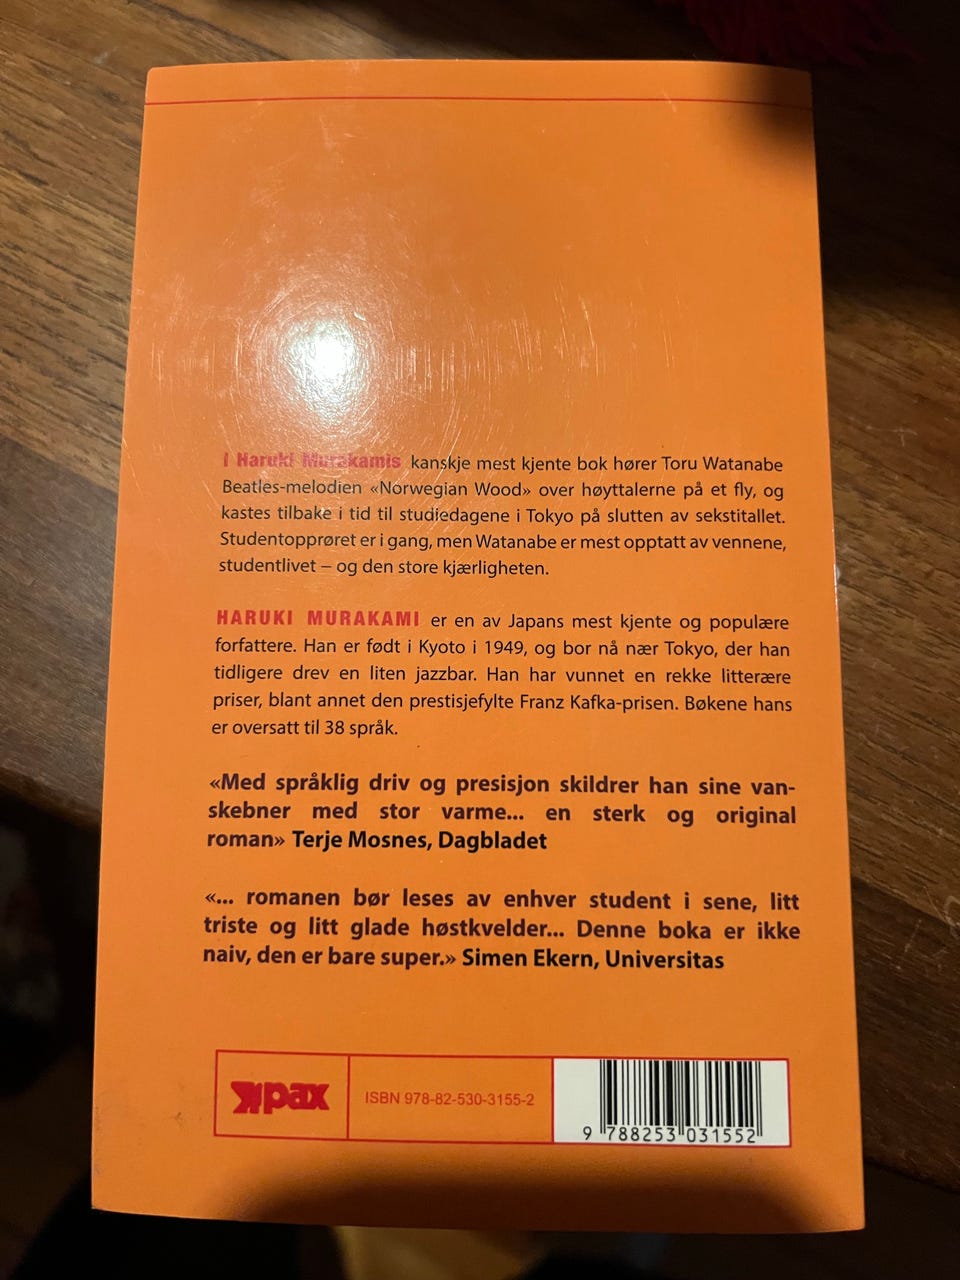 I Haruki Murakamis kanskje mest kjente bok hører Toru Watanabe
Beatles-melodien «Norwegian Wood» over høyttalerne på et fly, og
kastes tilbake i tid til studiedagene i Tokyo på slutten av sekstitallet.
Studentopprøret er i gang, men Watanabe er mest opptatt av vennene,
studentlivet – og den store kjærligheten.
HARUKI MURAKAMI er en av Japans mest kjente og populære
forfattere. Han er født i Kyoto i 1949, og bor nå nær Tokyo, der han
tidligere drev en liten jazzbar. Han har vunnet en rekke litterære
priser, blant annet den prestisjefylte Franz Kafka-prisen. Bøkene hans
er oversatt til 38 språk.
«Med språklig driv og presisjon skildrer han sine van-
skebner med stor varme... en sterk og original
roman» Terje Mosnes, Dagbladet
«... romanen bør leses av enhver student i sene, litt
triste og litt glade høstkvelder... Denne boka er ikke
naiv, den er bare super.» Simen Ekern, Universitas
pax
ISBN 978-82-530-3155-2
9 788253 031552